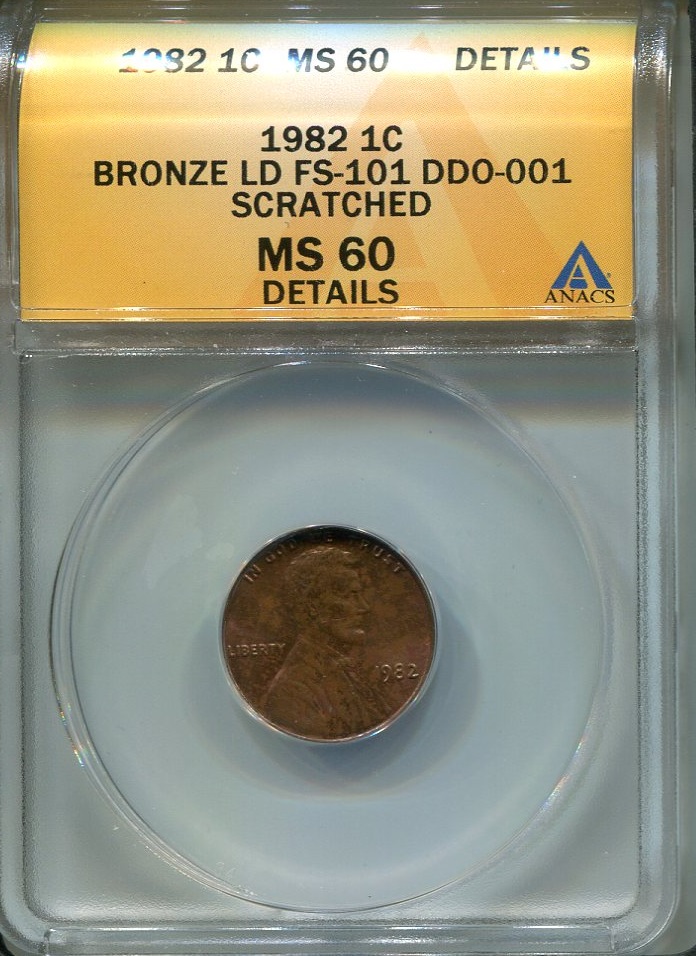 1982 1C MS 60 DETAILS
1982 1C
BRONZE LD FS-101 DDO-001
SCRATCHED
MS 60
DETAILS
ANACS
IN GOD WE TRUST
LIBERTY
1982